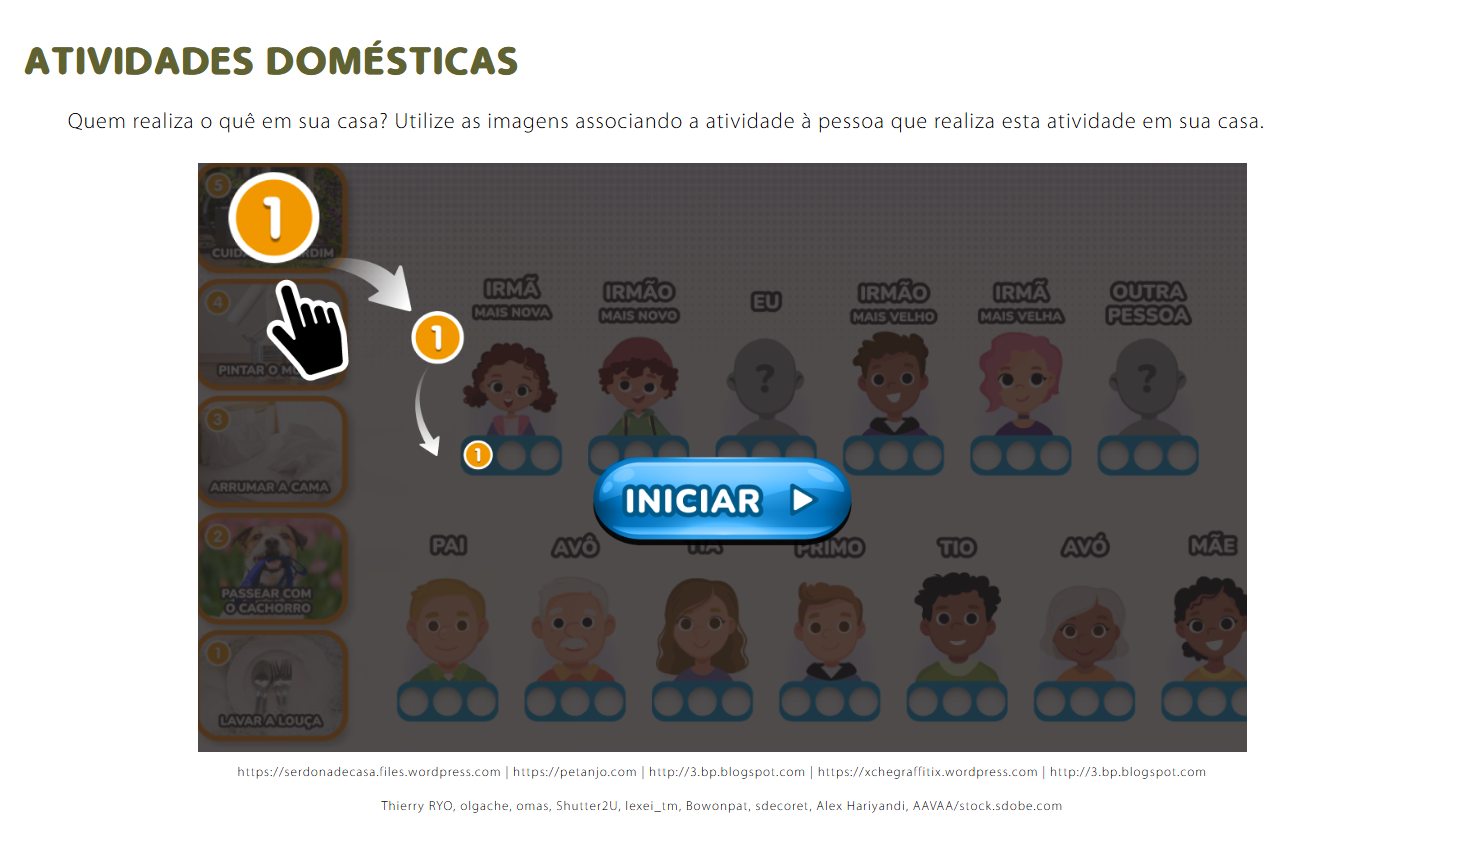 ATIVIDADES DOMÉSTICAS
Quem realiza o quê em sua casa? Utilize as imagens associando a atividade à pessoa que realiza esta atividade em sua casa.
5
1
4
PINTAR O
3
ARRUMAR A CAMA
2
PASSEAR COM
O CACHORRO
1
LAVAR A LOUÇA
1
1
IRMÃ
MAIS NOVA
IRMÃO
MAIS NOVO
EU
?
IRMÃO
MAIS VELHO
IRMÃ
MAIS VELHA
OUTRA
PESSOA
?
INICIAR
PAI
AVÔ
TIA
PRIMO
TIO
AVÓ
MÃE
https://serdonadecasa.files.wordpress.com | https://petanjo.com | http://3.bp.blogspot.com | https://xchegraffitix.wordpress.com | http://3.bp.blogspot.com
Thierry RYO, olgache, omas, Shutter2U, lexei_tm, Bowonpat, sdecoret, Alex Hariyandi, AAVAA/stock.sdobe.com